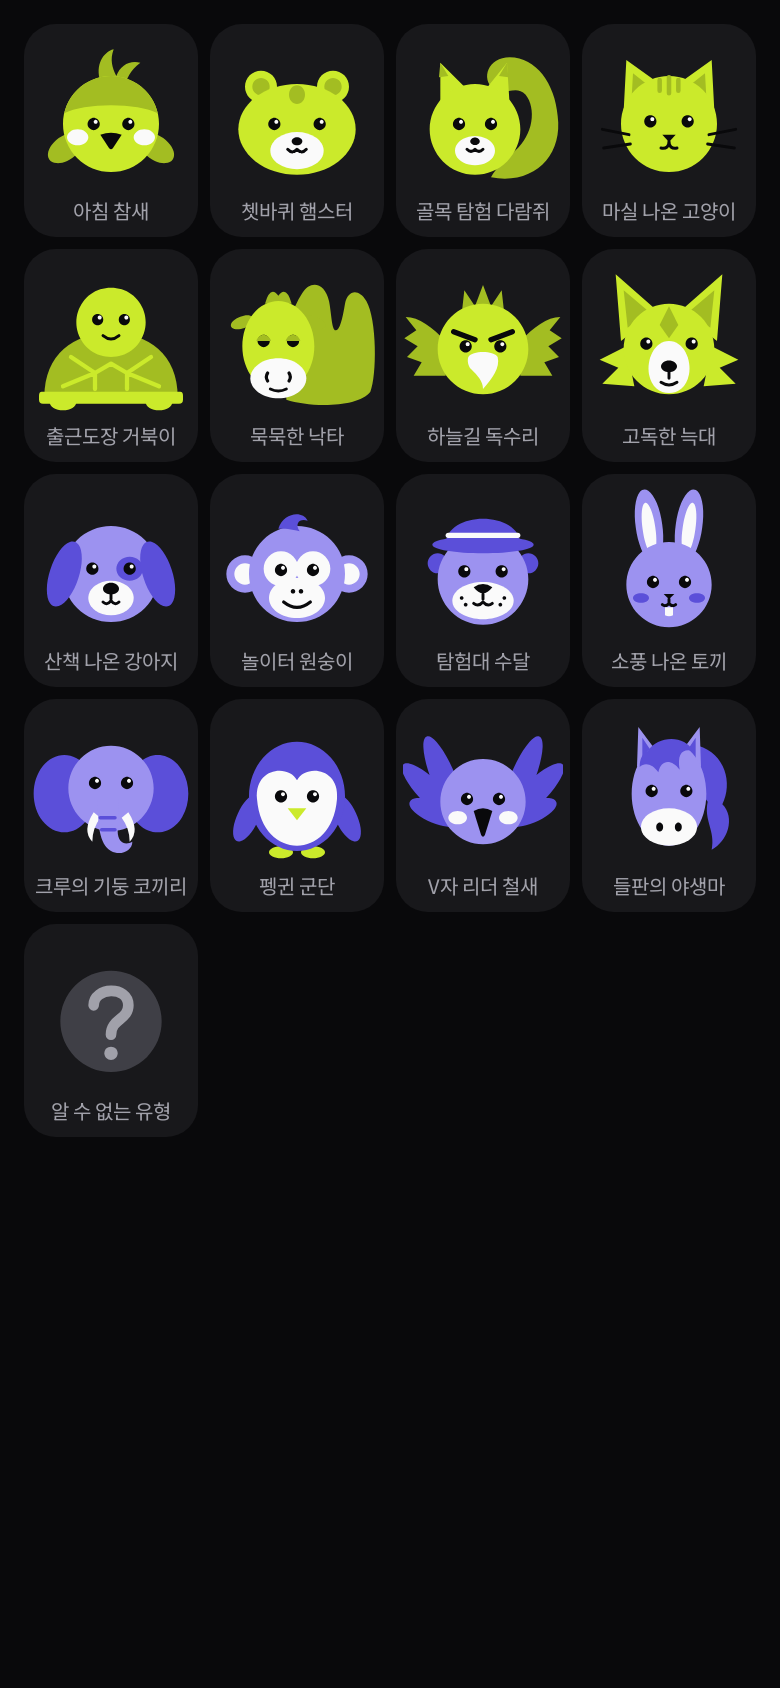 아침 참새
쳇바퀴 햄스터
골목 탐험 다람쥐
마실 나온 고양이
출근도장 거북이
묵묵한 낙타
하늘길 독수리
고독한 늑대
산책 나온 강아지
놀이터 원숭이
탐험대 수달
소풍 나온 토끼
크루의 기둥 코끼리
펭귄 군단
V자 리더 철새
들판의 야생마
?
알 수 없는 유형